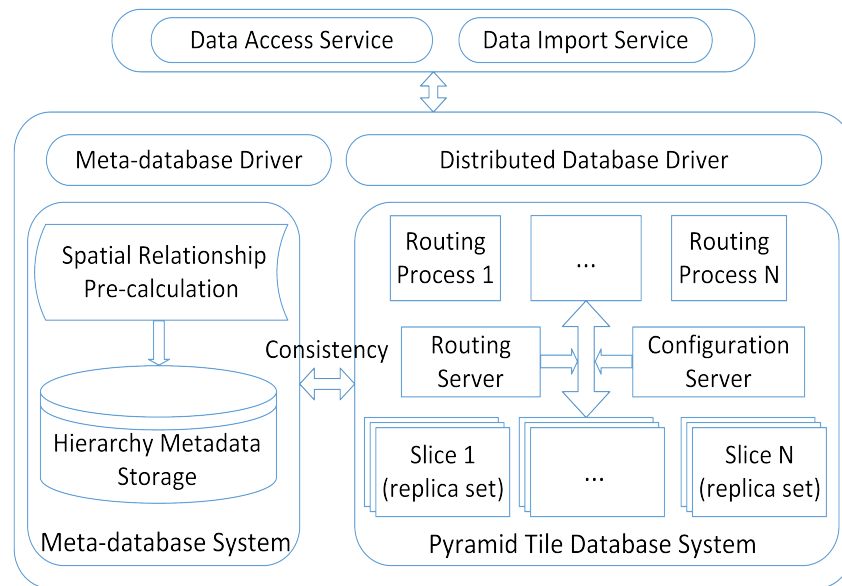 Data Access Service
Data Import Service
Meta-database Driver
Distributed Database Driver
Spatial Relationship
Pre-calculation
Hierarchy Metadata
Storage
Meta-database System
Consistency
Routing
Process 1
...
Routing
Process N
Routing
Server
Configuration
Server
Slice 1
(replica set)
...
Slice N
(replica set)
Pyramid Tile Database System